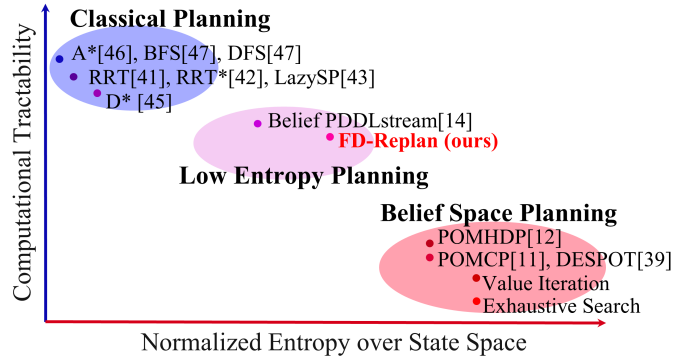 Classical Planning
A*[46], BFS[47], DFS[47]
RRT[41], RRT*[42], LazySP[43]
D* [45]
Belief PDDLstream[14]
FD-Replan (ours)
Low Entropy Planning
Belief Space Planning
POMHDP[12]
POMCP[11], DESPOT[39]
Value Iteration
Exhaustive Search
Computational Tractability
Normalized Entropy over State Space